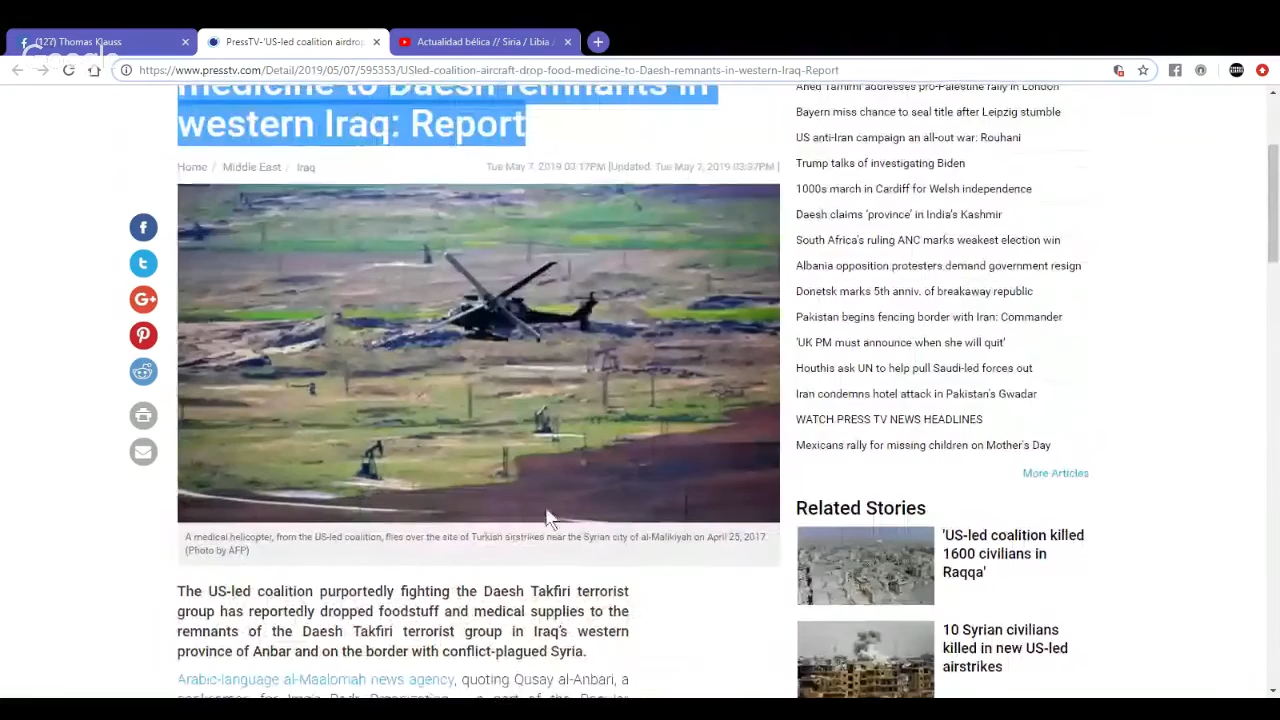 (127) Thomas Klauss
PressTV-'US-led coalition airdrop
Actualidad bélica // Siria / Libia /
Google
https://www.presstv.com/Detail/2019/05/07/595353/USled-coalition-aircraft-drop-food-medicine-to-Daesh-remnants-in-western-Iraq-Report
medicine to Daesh remnants in
western Iraq: Report
Home / Middle East / Iraq
Tue May 7, 2019 03:17PM [Updated: Tue May 7, 2019 03:37PM ]
A medical helicopter, from the US-led coalition, flies over the site of Turkish airstrikes near the Syrian city of al-Malikiyah on April 25, 2017.
(Photo by AFP)
The US-led coalition purportedly fighting the Daesh Takfiri terrorist
group has reportedly dropped foodstuff and medical supplies to the
remnants of the Daesh Takfiri terrorist group in Iraq's western
province of Anbar and on the border with conflict-plagued Syria.
Arabic-language al-Maalomah news agency, quoting Qusay al-Anbari, a
Ahed Tamimi addresses pro-Palestine rally in London
Bayern miss chance to seal title after Leipzig stumble
US anti-Iran campaign an all-out war: Rouhani
Trump talks of investigating Biden
1000s march in Cardiff for Welsh independence
Daesh claims 'province' in India's Kashmir
South Africa's ruling ANC marks weakest election win
Albania opposition protesters demand government resign
Donetsk marks 5th anniv. of breakaway republic
Pakistan begins fencing border with Iran: Commander
'UK PM must announce when she will quit'
Houthis ask UN to help pull Saudi-led forces out
Iran condemns hotel attack in Pakistan's Gwadar
WATCH PRESS TV NEWS HEADLINES
Mexicans rally for missing children on Mother's Day
More Articles
Related Stories
'US-led coalition killed
1600 civilians in
Raqqa'
10 Syrian civilians
killed in new US-led
airstrikes